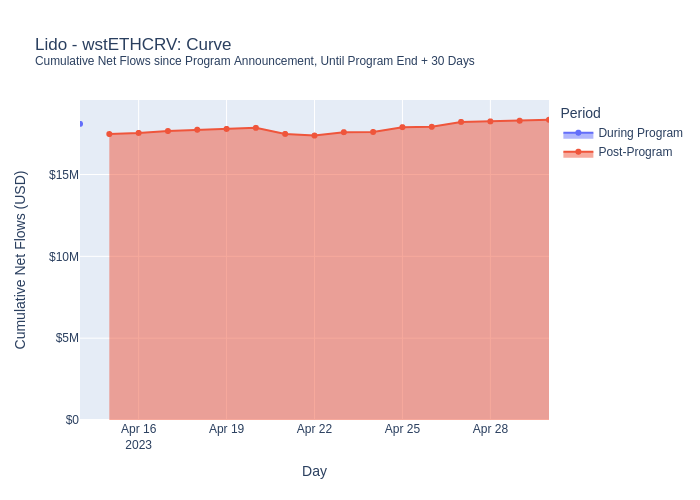 Lido - wstETHCRV: Curve
Cumulative Net Flows since Program Announcement, Until Program End + 30 Days
Period
During Program
Post-Program
Cumulative Net Flows (USD)
$15M
$10M
$5M
$0
Apr 16
2023
Apr 19
Apr 22
Apr 25
Apr 28
Day